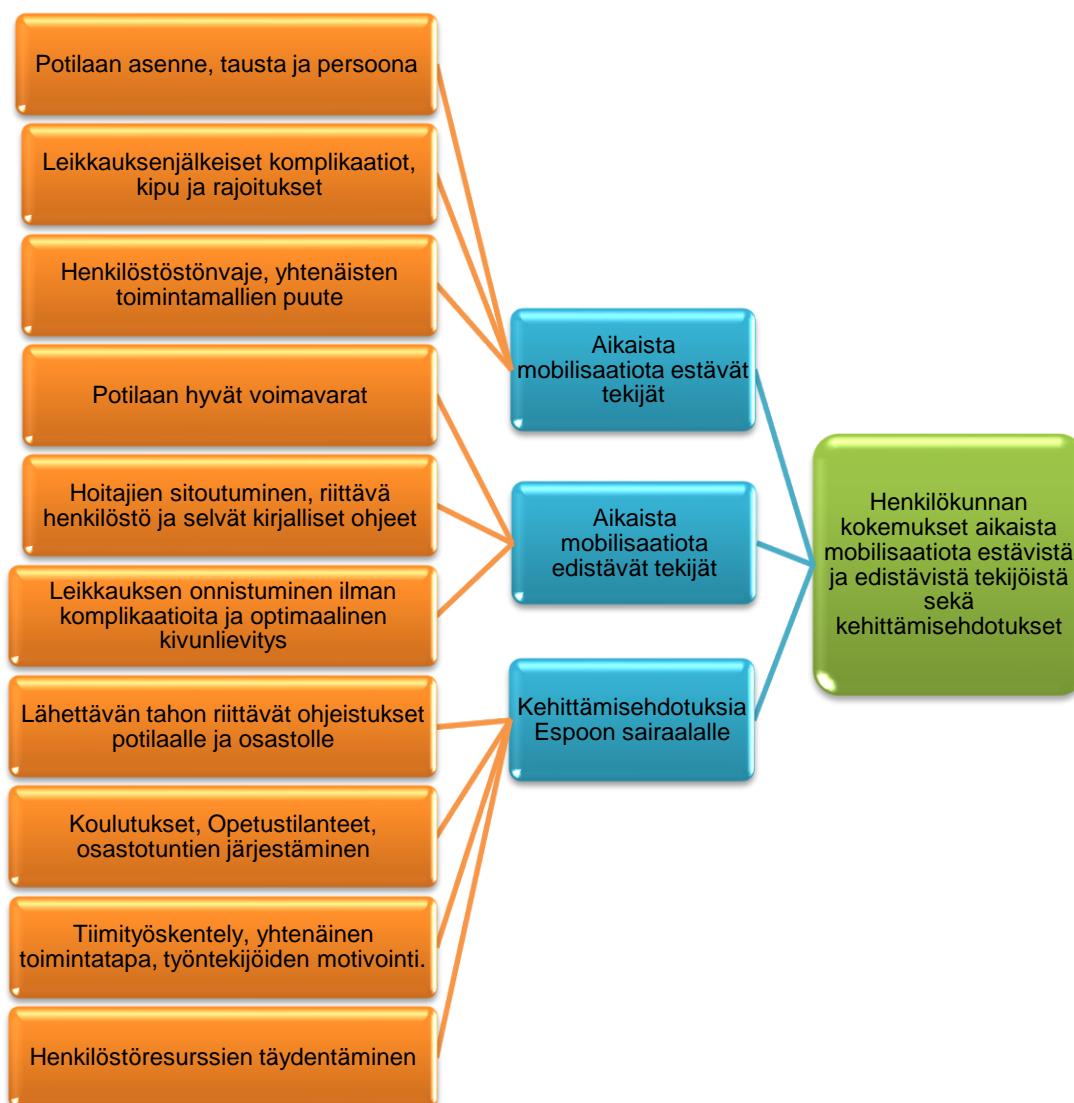 Potilaan asenne, tausta ja persoona
Leikkauksenjälkeiset komplikaatiot,
kipu ja rajoitukset
Henkilöstöstönvaje, yhtenäisten
toimintamallien puute
Potilaan hyvät voimavarat
Hoitajien sitoutuminen, riittävä
henkilöstö ja selvät kirjalliset ohjeet
Leikkauksen onnistuminen ilman
komplikaatioita ja optimaalinen
kivunlievitys
Lähettävän tahon riittävät ohjeistukset
potilaalle ja osastolle
Koulutukset, Opetustilanteet,
osastotuntien järjestäminen
Tiimityöskentely, yhtenäinen
toimintatapa, työntekijöiden motivointi.
Henkilöstöresurssien täydentäminen
Aikaista
mobilisaatiota estävät
tekijät
Aikaista
mobilisaatiota
edistävät tekijät
Kehittämisehdotuksia
Espoon sairaalalle
Henkilökunnan
kokemukset aikaista
mobilisaatiota estävistä
ja edistävistä tekijöistä
sekä
kehittämisehdotukset